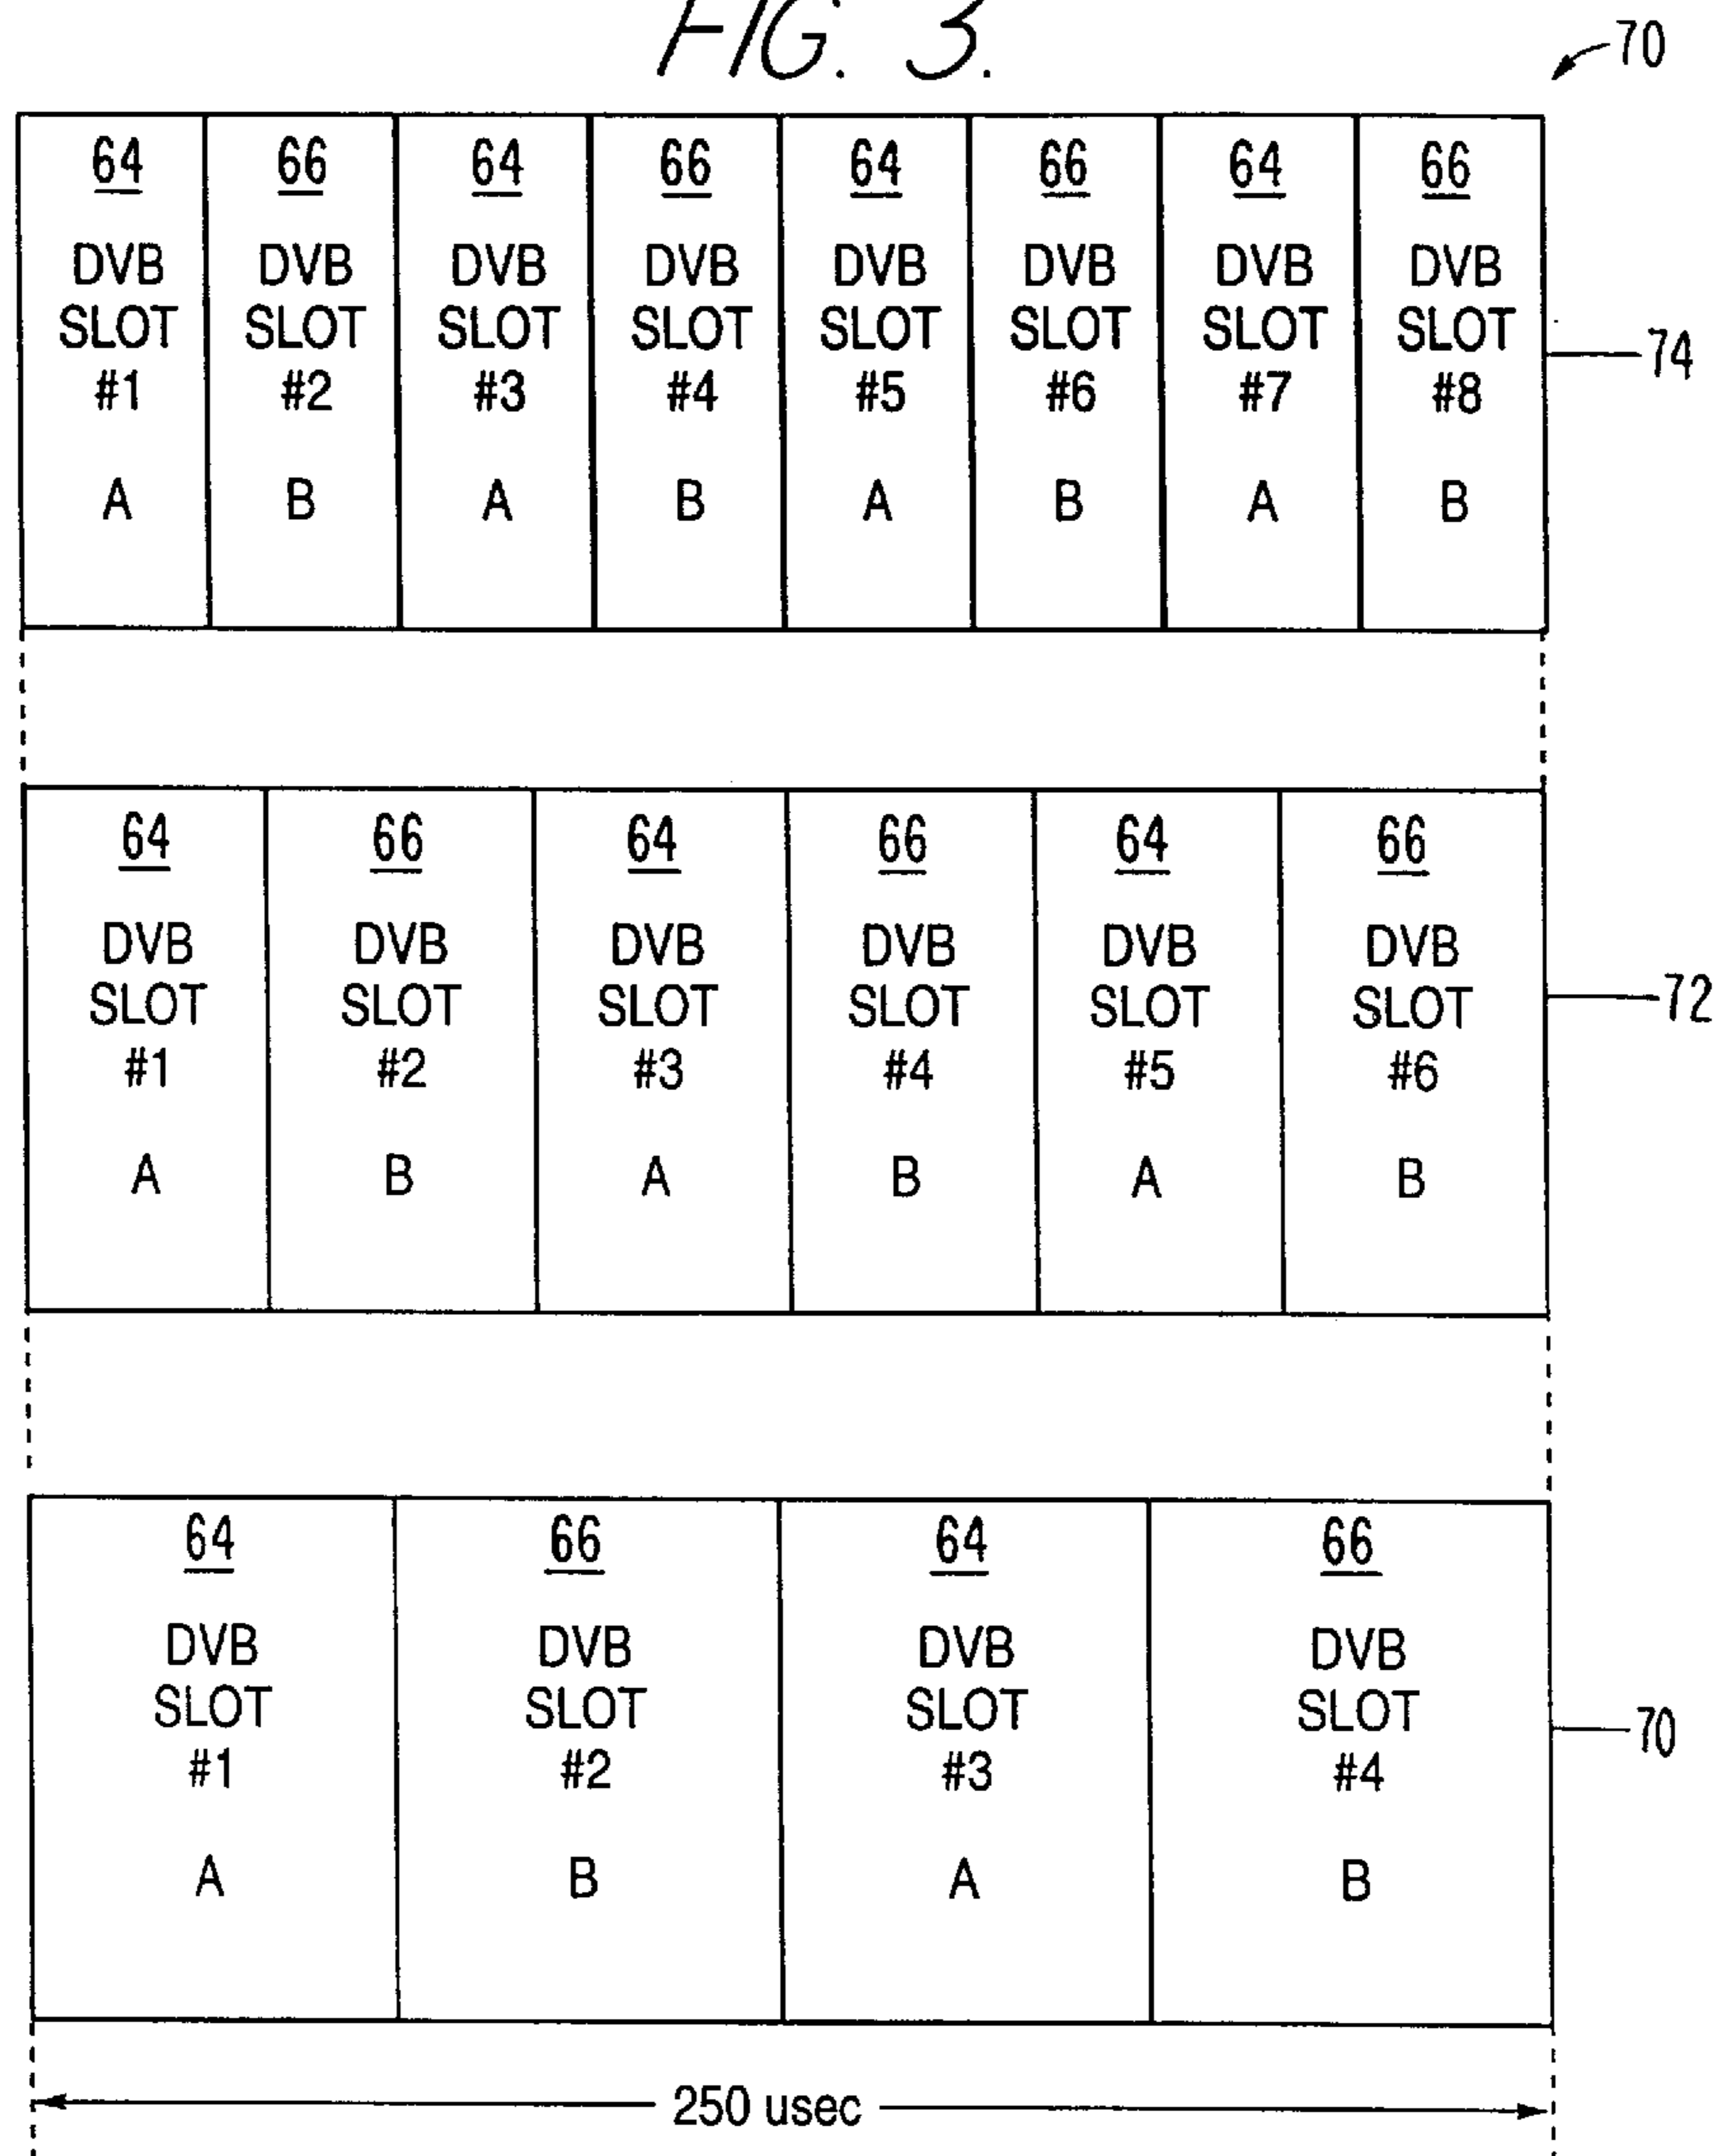 FIG. 3.
70
64 66 64 66 64 66 64 66
DVB DVB DVB DVB DVB DVB DVB DVB
SLOT SLOT SLOT SLOT SLOT SLOT SLOT SLOT
#1 #2 #3 #4 #5 #6 #7 #8
74
A B A B A B A B
64 66 64 66 64 66
DVB DVB DVB DVB DVB DVB
SLOT SLOT SLOT SLOT SLOT SLOT
72
#1 #2 #3 #4 #5 #6
A B A B A B
64 66 64 66
DVB DVB DVB DVB
SLOT SLOT SLOT SLOT
70
#1 #2 #3 #4
A B A B
250 usec